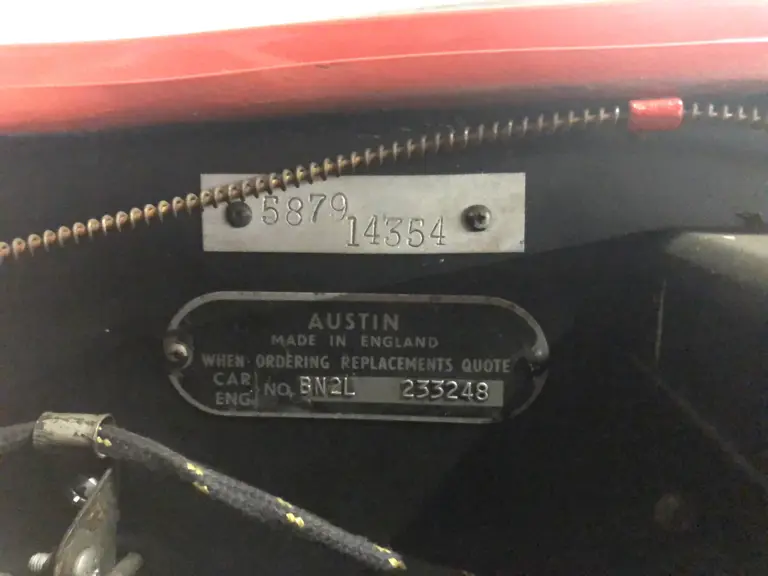 5879
14354
AUSTIN
MADE IN ENGLAND
WHEN ORDERING REPLACEMENTS QUOTE
CAR
ENG
NO. BN2L 233248